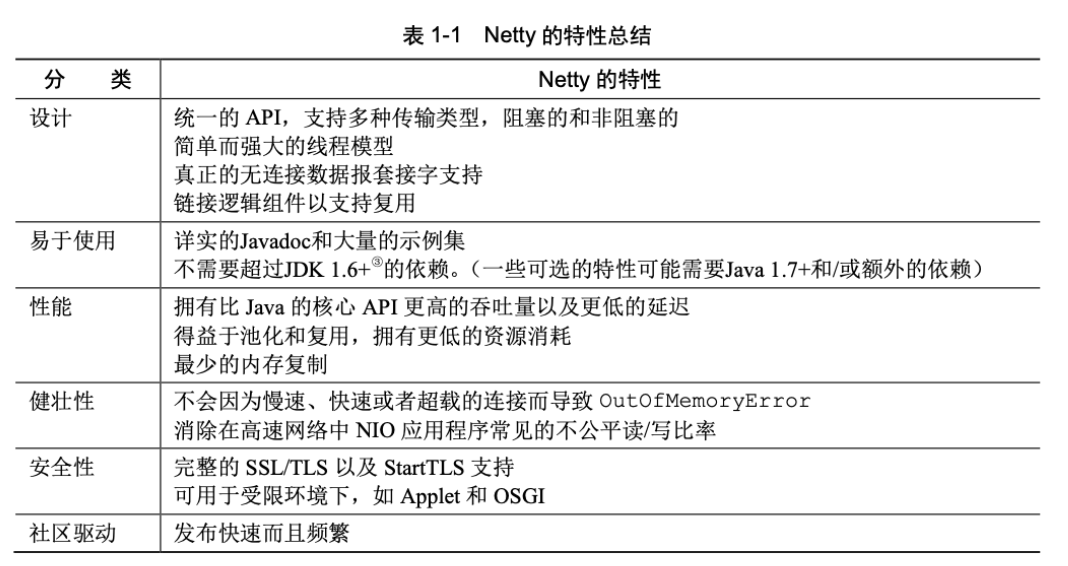 表 1-1 Netty 的特性总结
分 类 Netty 的特性
设计 统一的 API，支持多种传输类型，阻塞的和非阻塞的
简单而强大的线程模型
真正的无连接数据报套接字支持
链接逻辑组件以支持复用
易于使用 详实的Javadoc和大量的示例集
不需要超过JDK 1.6+③的依赖。（一些可选的特性可能需要Java 1.7+和/或额外的依赖）
性能 拥有比 Java 的核心 API 更高的吞吐量以及更低的延迟
得益于池化和复用，拥有更低的资源消耗
最少的内存复制
健壮性 不会因为慢速、快速或者超载的连接而导致 OutOfMemoryError
消除在高速网络中 NIO 应用程序常见的不公平读/写比率
安全性 完整的 SSL/TLS 以及 StartTLS 支持
可用于受限环境下，如 Applet 和 OSGI
社区驱动 发布快速而且频繁